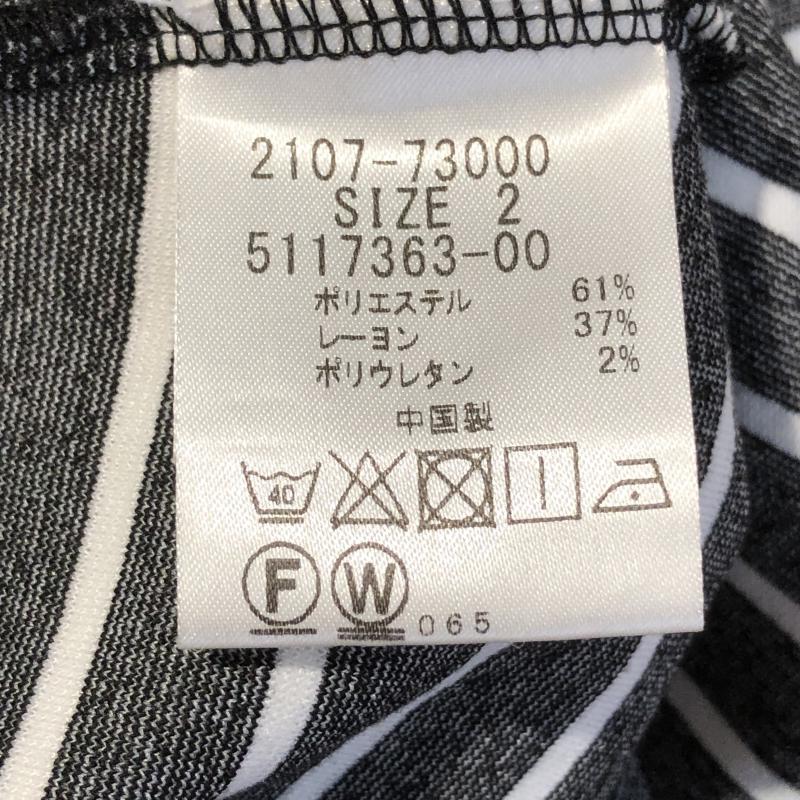 2107-73000
SIZE 2
5117363-00
ポリエステル 61%
レーヨン 37%
ポリウレタン 2%
中国製
40
F W 065